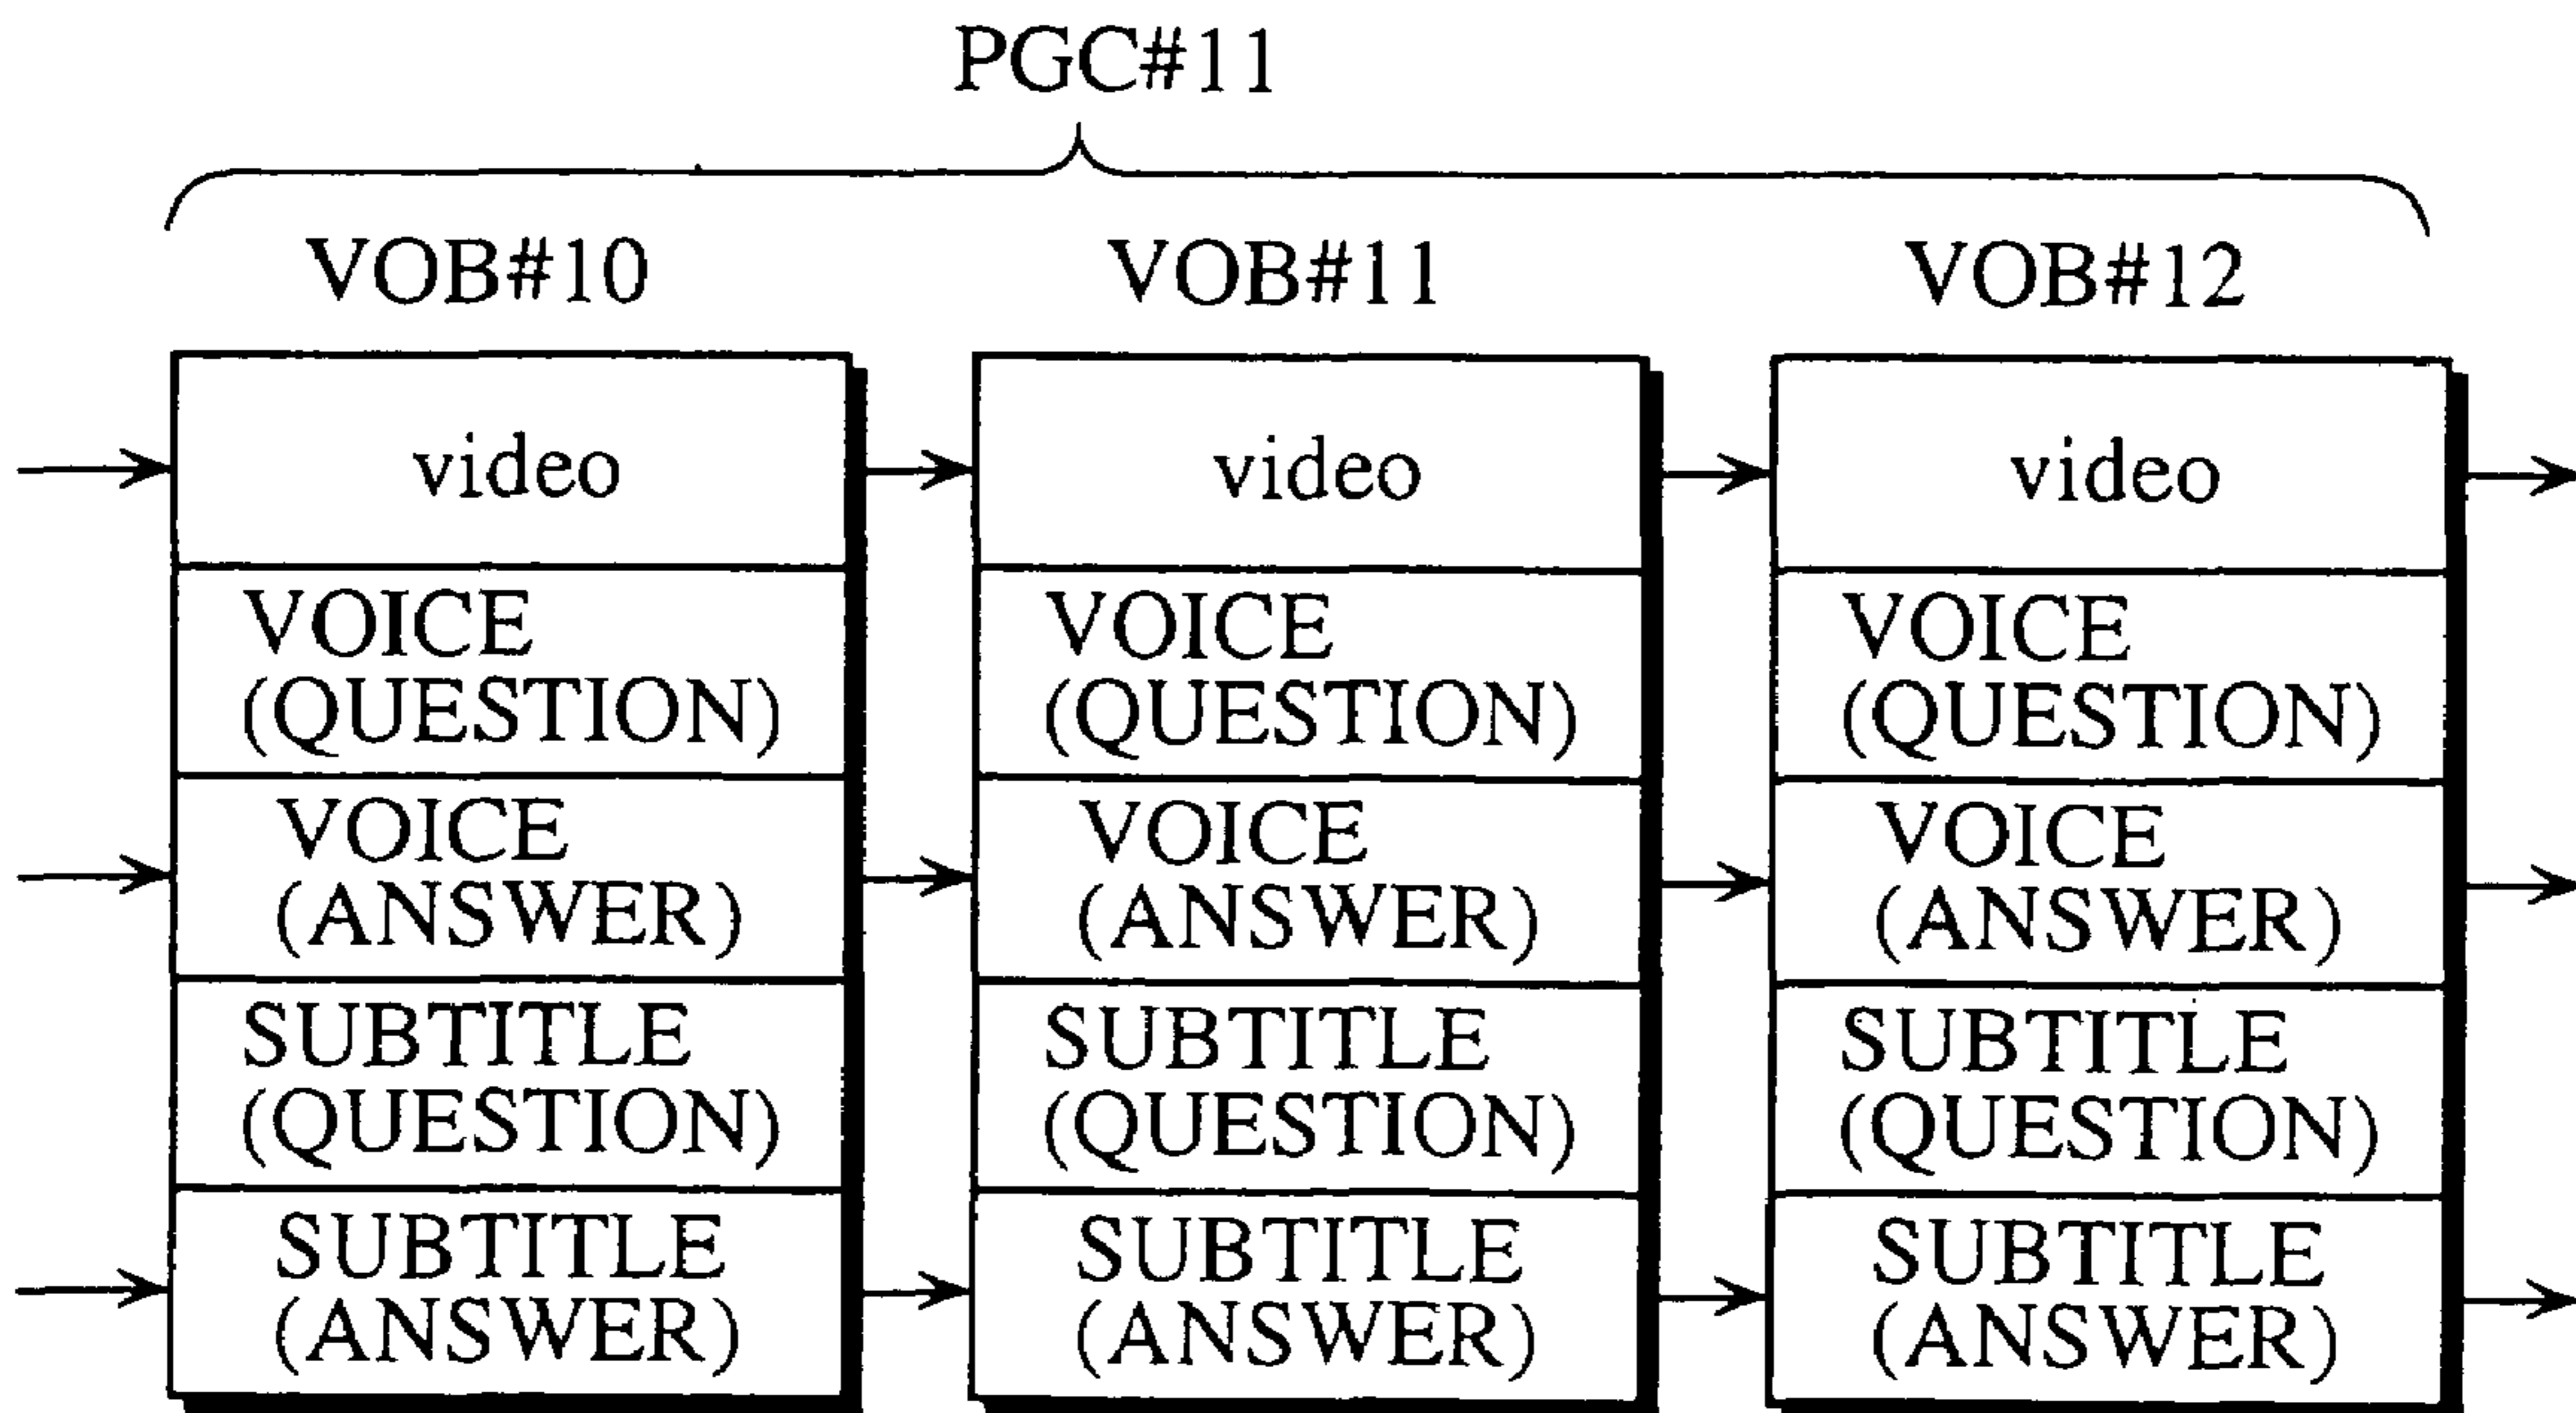 PGC#11
VOB#10 VOB#11 VOB#12
video video video
VOICE VOICE VOICE
(QUESTION) (QUESTION) (QUESTION)
VOICE VOICE VOICE
(ANSWER) (ANSWER) (ANSWER)
SUBTITLE SUBTITLE SUBTITLE
(QUESTION) (QUESTION) (QUESTION)
SUBTITLE SUBTITLE SUBTITLE
(ANSWER) (ANSWER) (ANSWER)